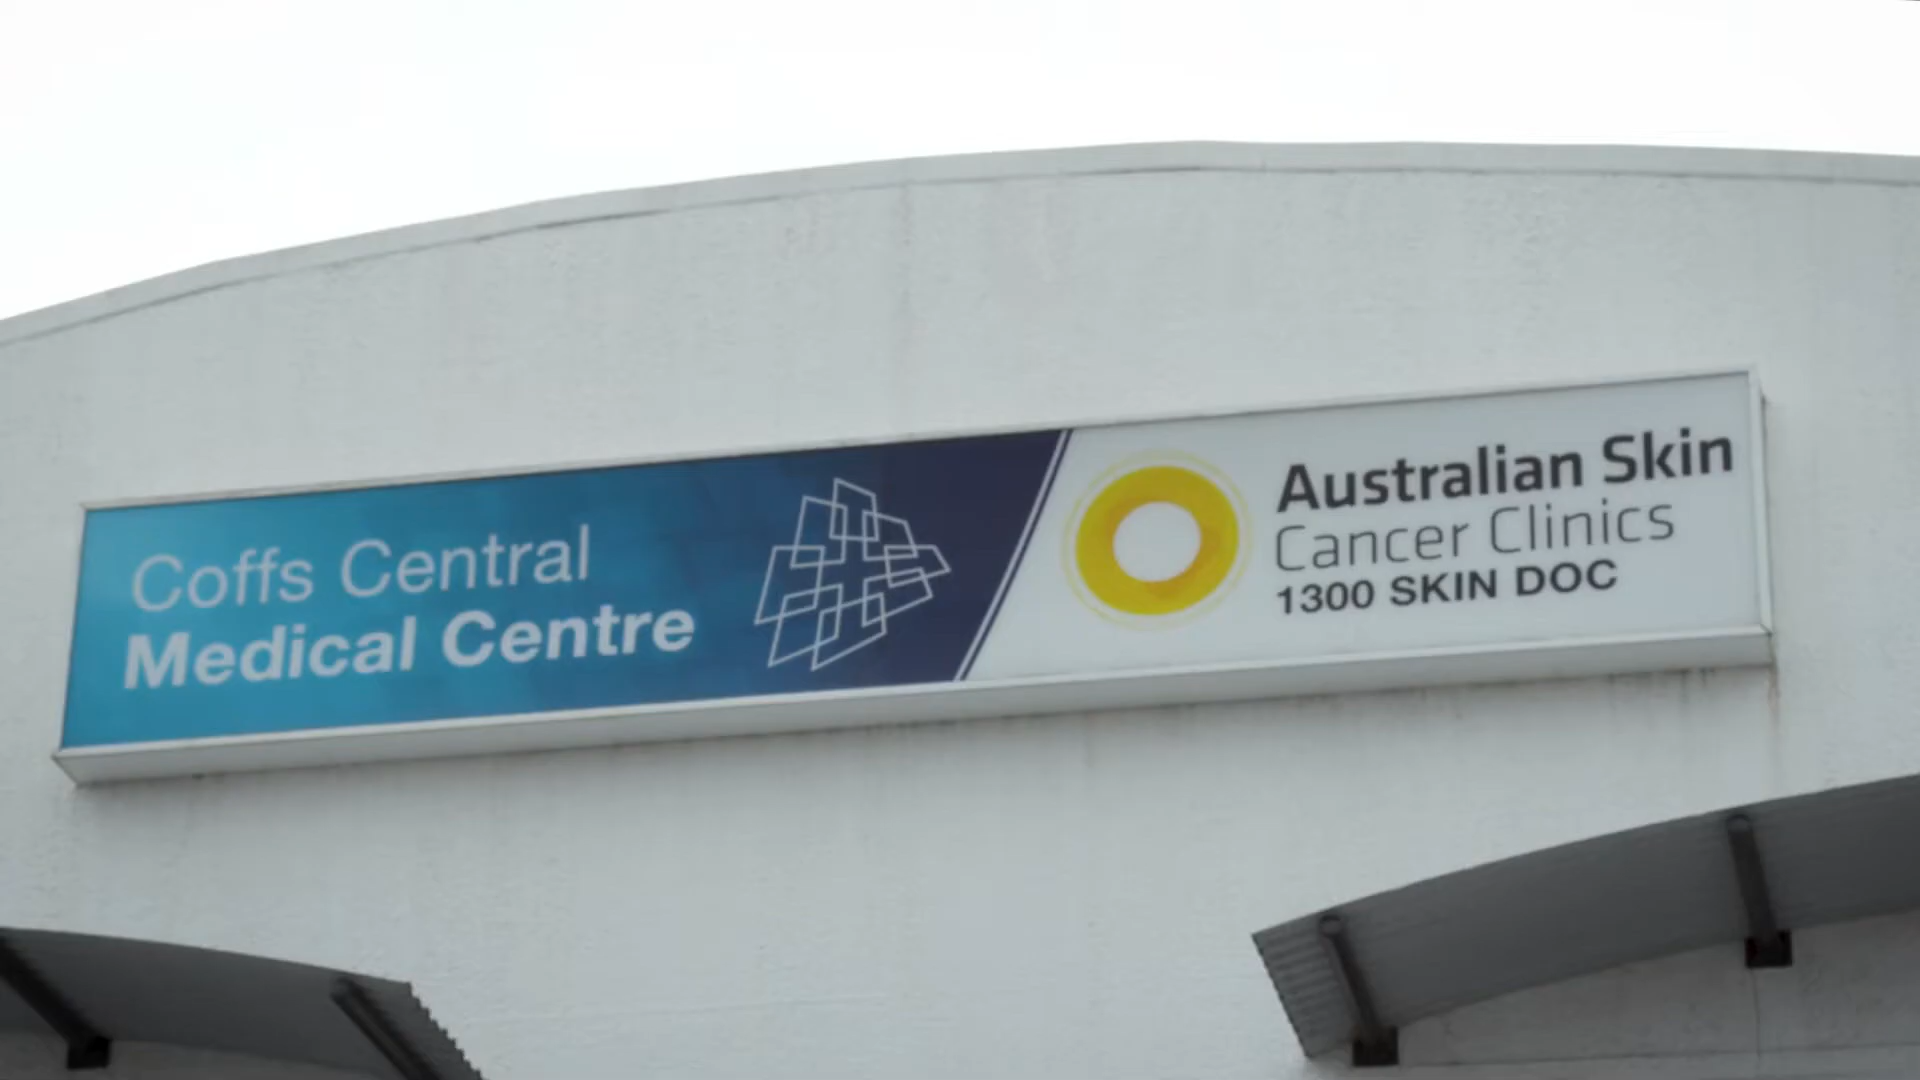 Coffs Central
Medical Centre
Australian Skin
Cancer Clinics
1300 SKIN DOC